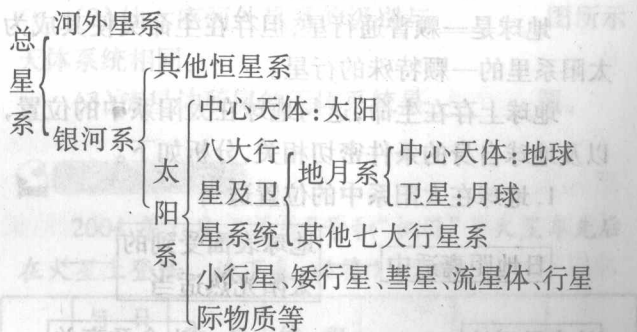 总星系
河外星系
银河系
其他恒星系
太阳系
中心天体:太阳
八大行星及卫星系统
地月系
中心天体:地球
卫星:月球
其他七大行星系
小行星、矮行星、彗星、流星体、行星
际物质等